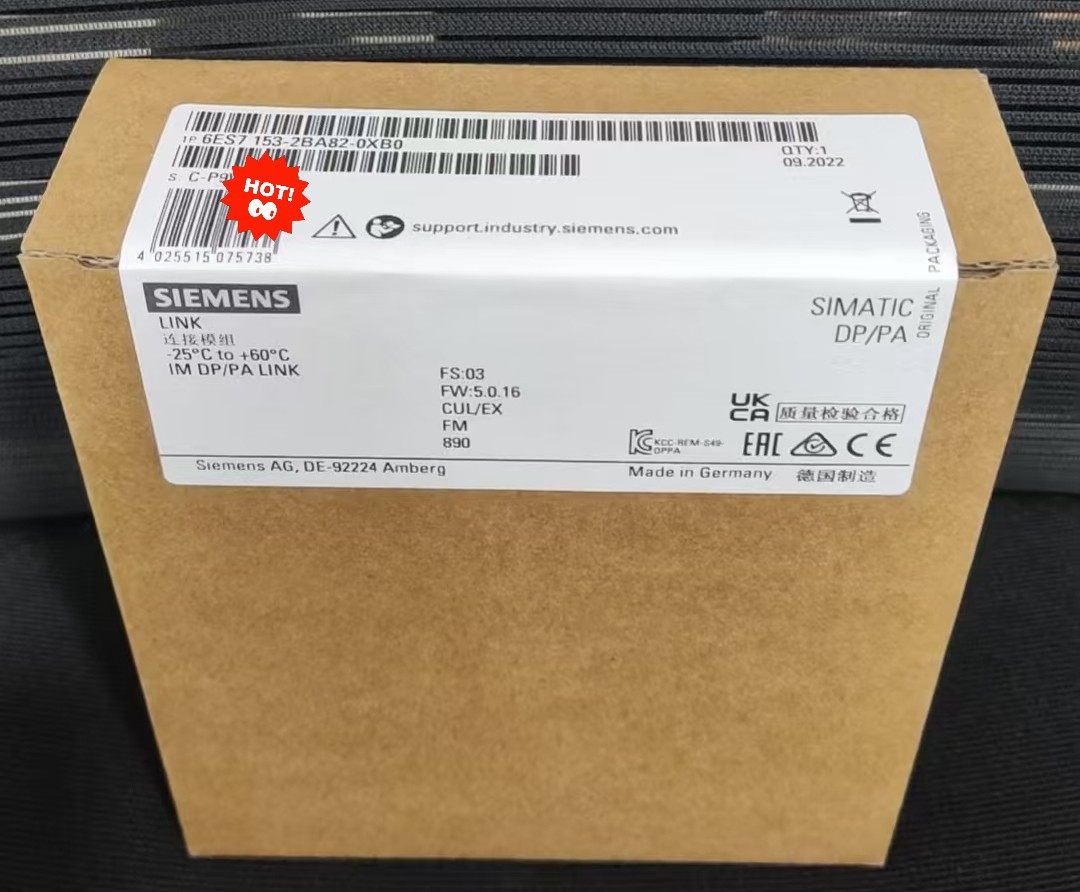 1P 6ES7 153-2BA82-0XB0
QTY:1
09.2022
S C-P9
HOT!
support.industry.siemens.com
4 025515 075738
ORIGINAL PACKAGING
SIEMENS
SIMATIC
DP/PA
LINK
连接模组
-25°C to +60°C
IM DP/PA LINK
FS:03
FW:5.0.16
CUL/EX
FM
890
UK
CA
质量检验合格
KCC-REM-S49-
DPPA
EAC
CE
Siemens AG, DE-92224 Amberg
Made in Germany 德国制造